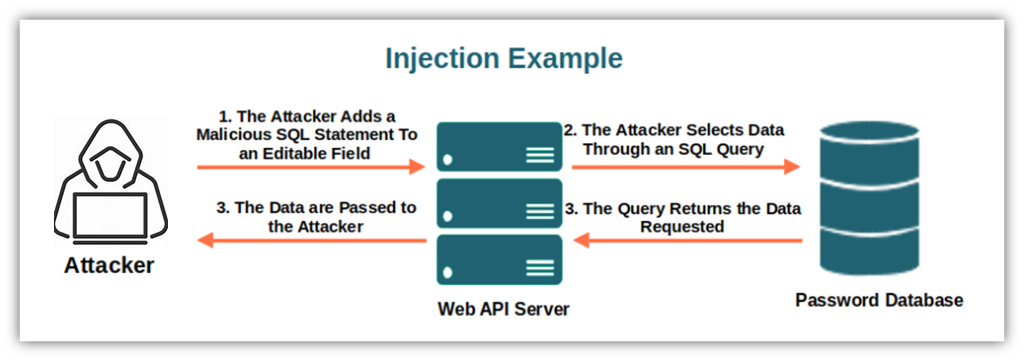 Injection Example
1. The Attacker Adds a
Malicious SQL Statement To
an Editable Field
2. The Attacker Selects Data
Through an SQL Query
3. The Data are Passed to
the Attacker
3. The Query Returns the Data
Requested
Attacker
Web API Server
Password Database